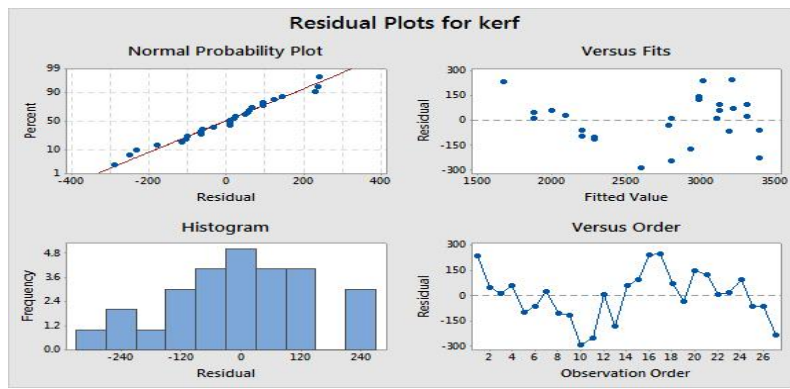 Residual Plots for kerf
Normal Probability Plot
99
90
50
10
1
Percent
-400 -200 0 200 400
Residual
Versus Fits
300
150
0
-150
-300
Residual
1500 2000 2500 3000 3500
Fitted Value
Histogram
4.8
3.6
2.4
1.2
0.0
Frequency
-240 -120 0 120 240
Residual
Versus Order
300
150
0
-150
-300
Residual
2 4 6 8 10 12 14 16 18 20 22 24 26
Observation Order